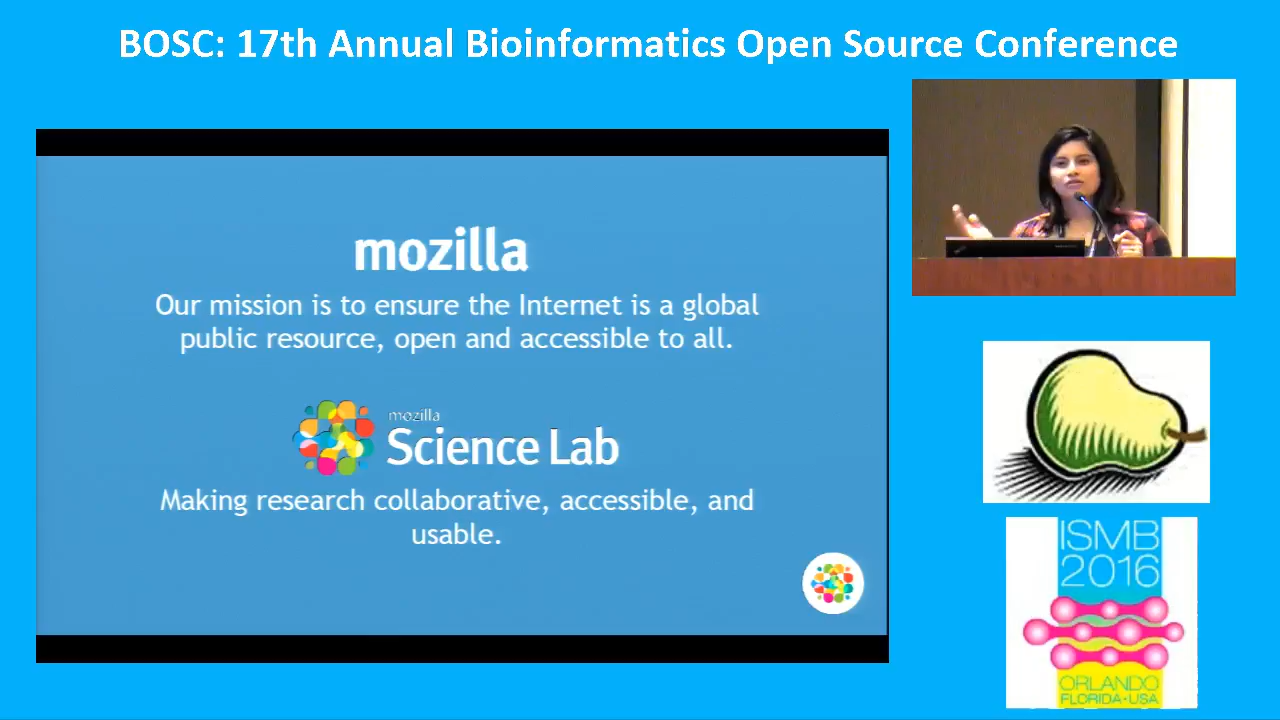 BOSC: 17th Annual Bioinformatics Open Source Conference
mozilla
Our mission is to ensure the Internet is a global
public resource, open and accessible to all.
mozilla
Science Lab
Making research collaborative, accessible, and
usable.
ISMB
2016
ORLANDO
FLORIDA·USA